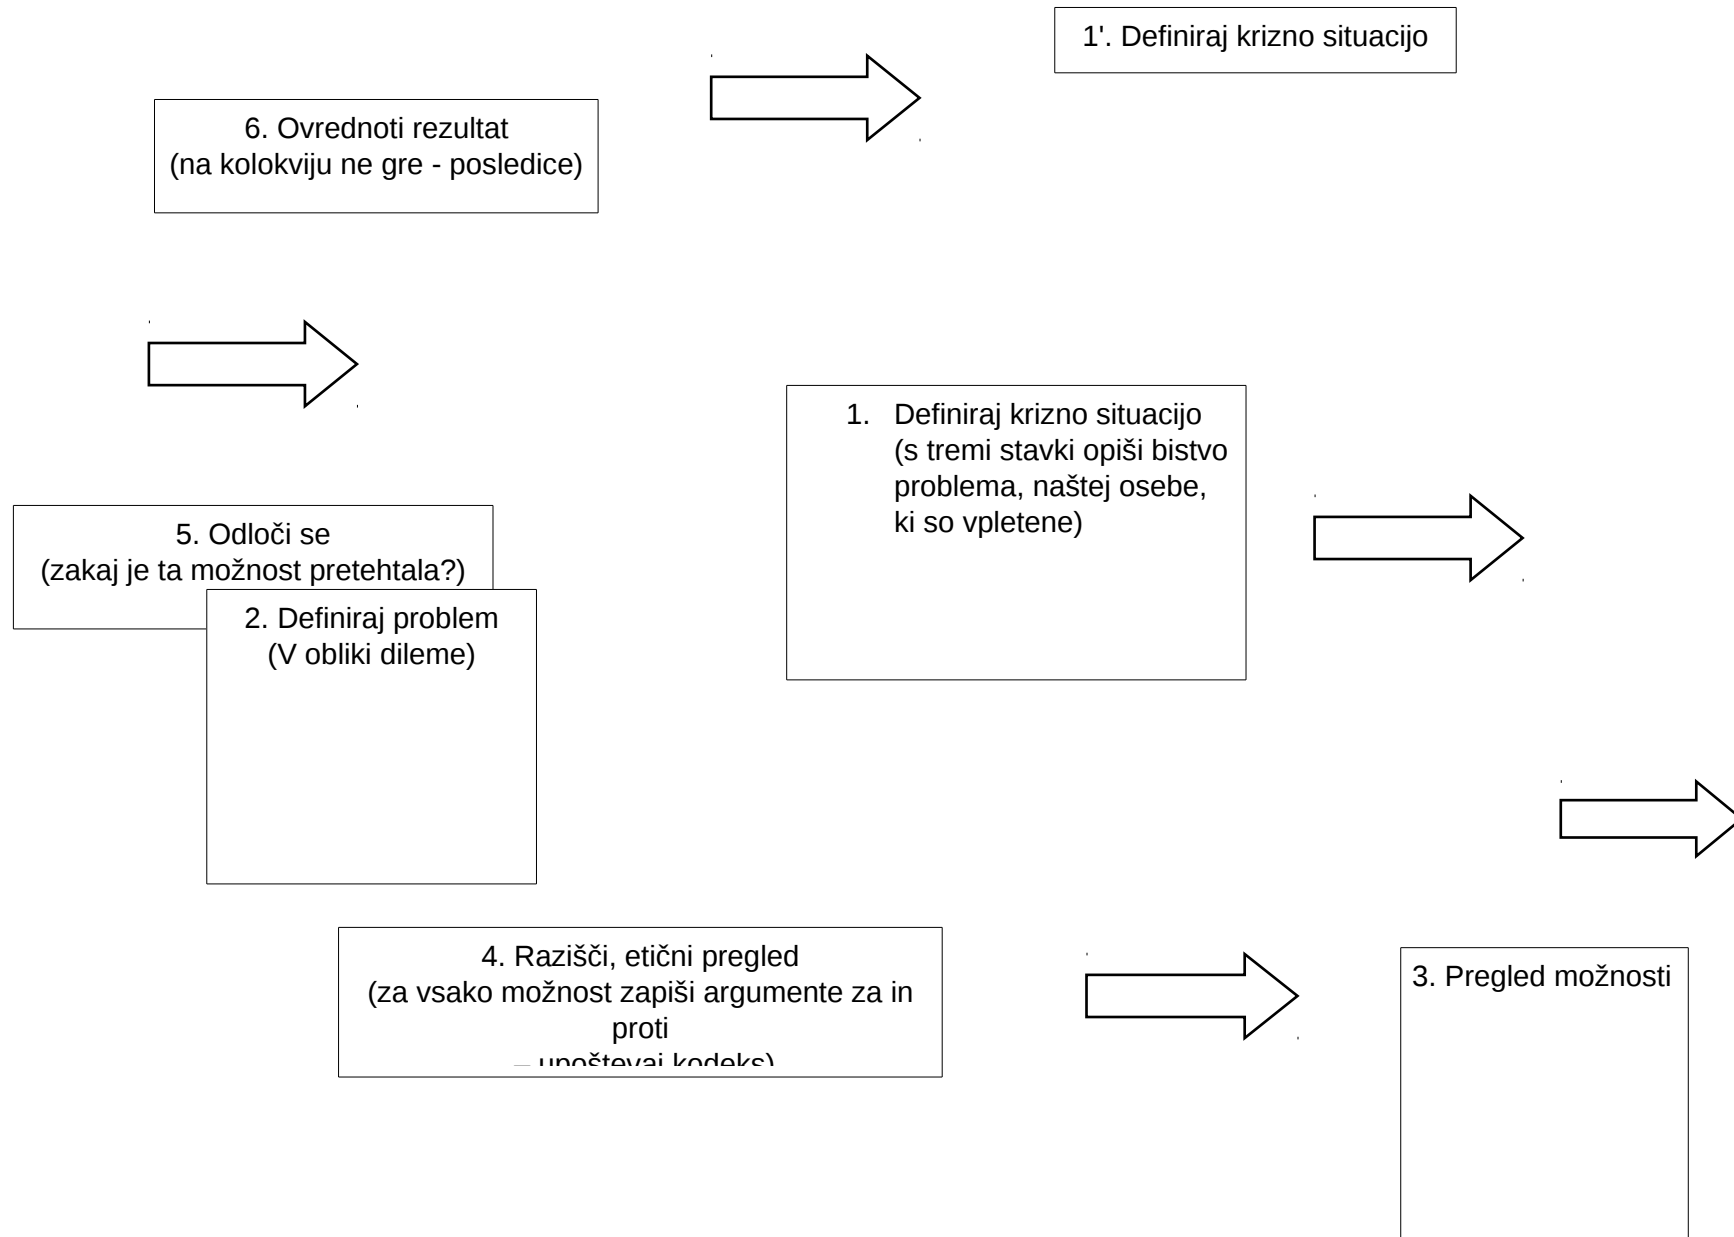 1'. Definiraj krizno situacijo
6. Ovrednoti rezultat
(na kolokviju ne gre - posledice)
1. Definiraj krizno situacijo
(s tremi stavki opiši bistvo
problema, naštej osebe,
ki so vpletene)
5. Odloči se
(zakaj je ta možnost pretehtala?)
2. Definiraj problem
(V obliki dileme)
4. Razišči, etični pregled
(za vsako možnost zapiši argumente za in
proti
– upoštevaj kodeks)
3. Pregled možnosti